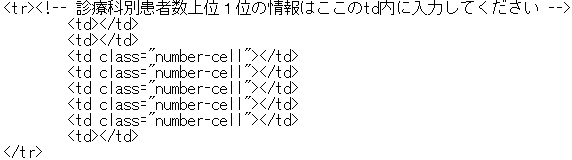 <tr><!-- 診療科別患者数上位１位の情報はここのtd内に入力してください -->
<td></td>
<td></td>
<td class="number-cell"></td>
<td class="number-cell"></td>
<td class="number-cell"></td>
<td class="number-cell"></td>
<td class="number-cell"></td>
<td></td>
</tr>